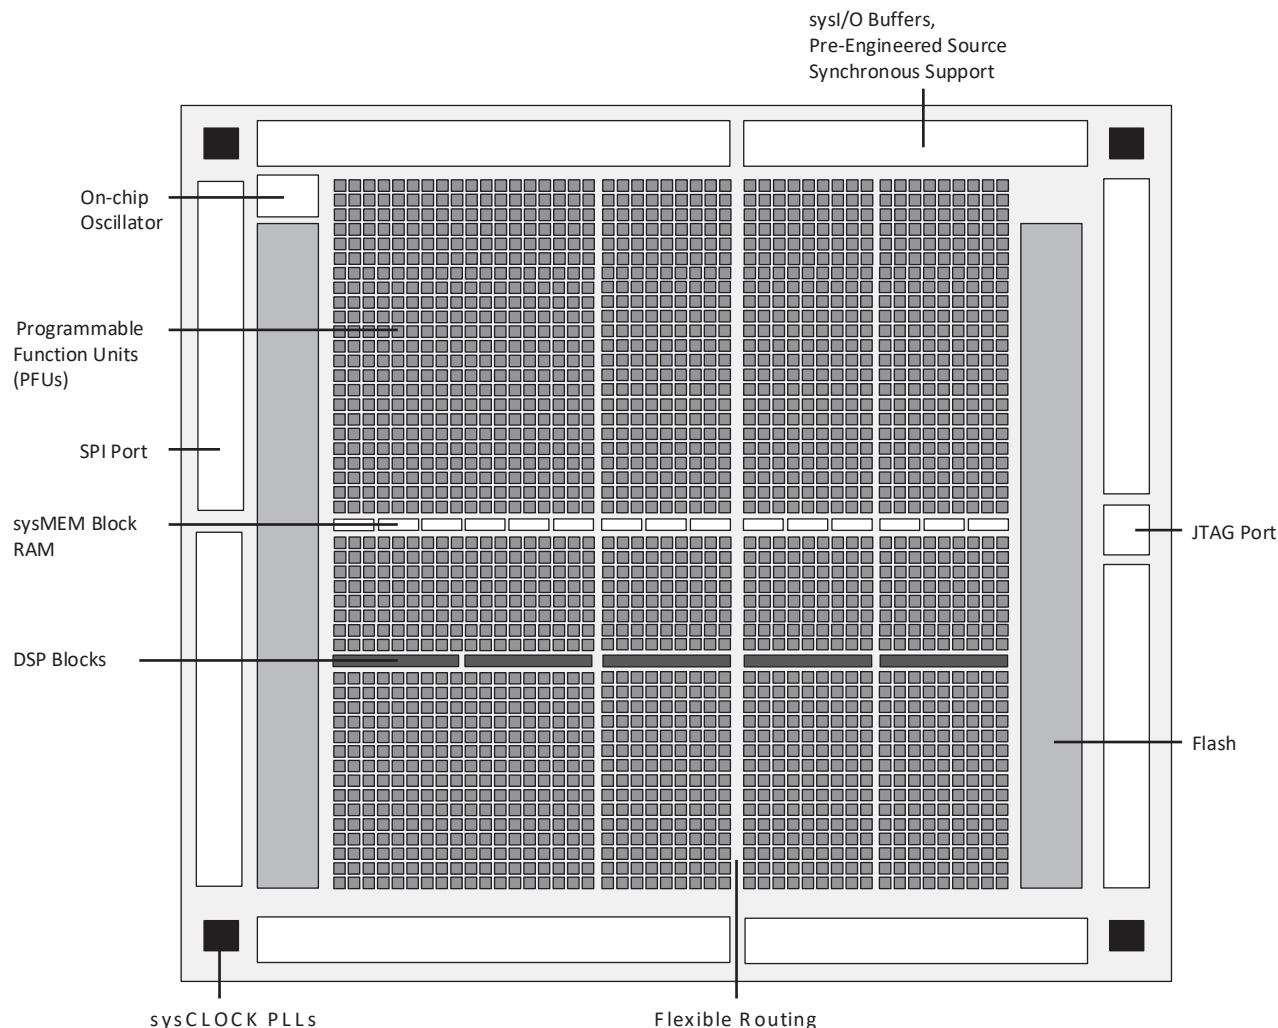 sysI/O Buffers,
Pre-Engineered Source
Synchronous Support
On-chip
Oscillator
Programmable
Function Units
(PFUs)
SPI Port
sysMEM Block
RAM
JTAG Port
DSP Blocks
Flash
sysCLOCK PLLs
Flexible Routing